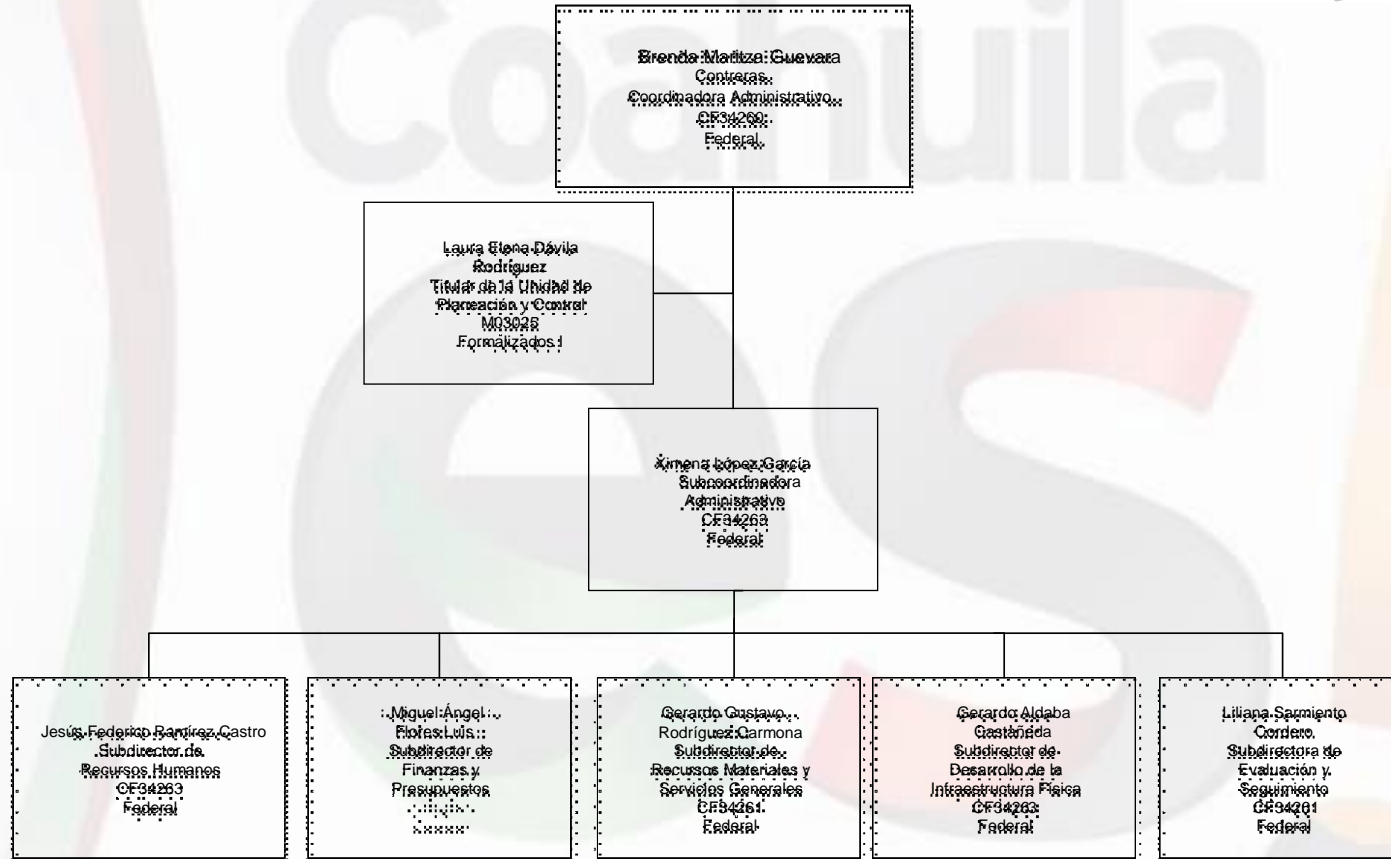 Coahuila
es
Brenda Maritza Guevara
Contreras
Coordinadora Administrativo
CF34260
Federal
Laura Elena Dávila
Rodríguez
Titular de la Unidad de
Planeación y Control
M03025
Formalizados I
Ximena López García
Subcoordinadora
Administrativo
CF34263
Federal
Jesús Federico Ramírez Castro
Subdirector de
Recursos Humanos
CF34263
Federal
Miguel Ángel
Flores Luis
Subdirector de
Finanzas y
Presupuestos
Gerardo Gustavo
Rodríguez Carmona
Subdirector de
Recursos Materiales y
Servicios Generales
CF34261
Federal
Gerardo Aldaba
Castañeda
Subdirector de
Desarrollo de la
Infraestructura Física
CF34263
Federal
Liliana Sarmiento
Cordero
Subdirectora de
Evaluación y
Seguimiento
CF34261
Federal